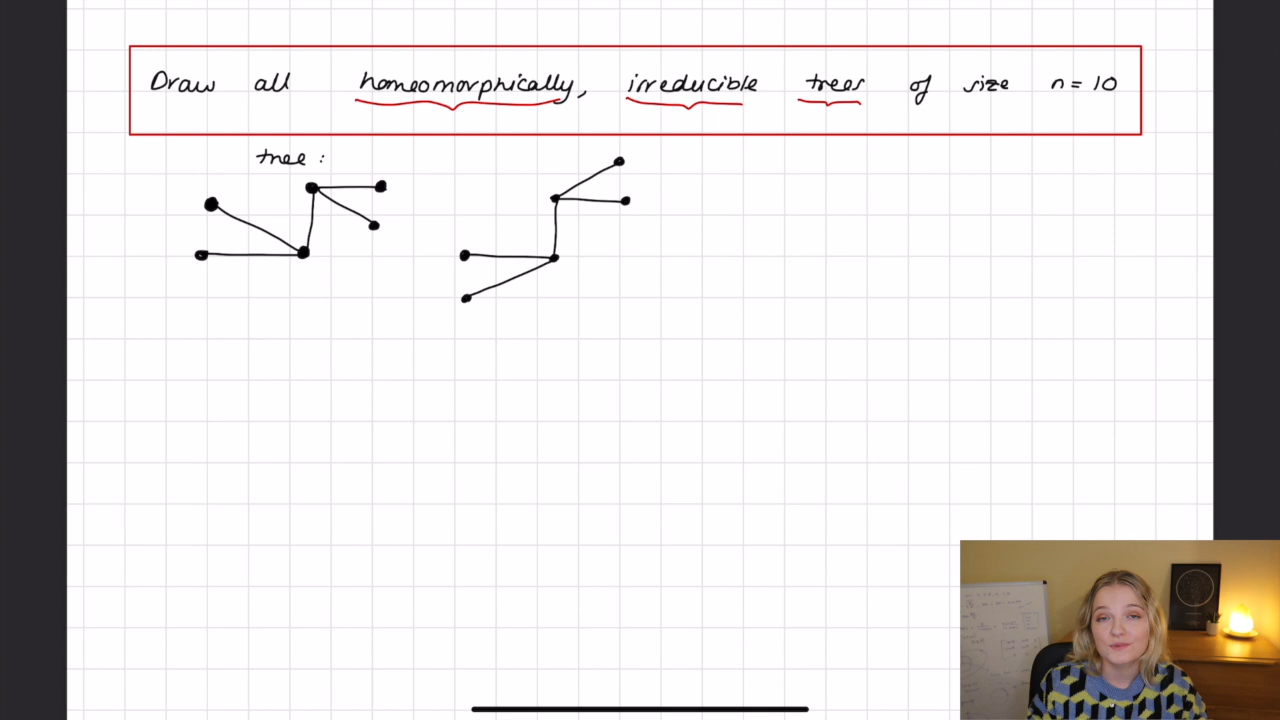 Draw all homeomorphically, irreducible trees of size n = 10
tree :